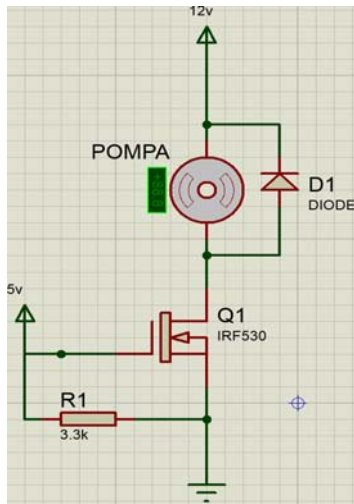 12v
POMPA
D1
DIODE
5v
Q1
IRF530
R1
3.3k